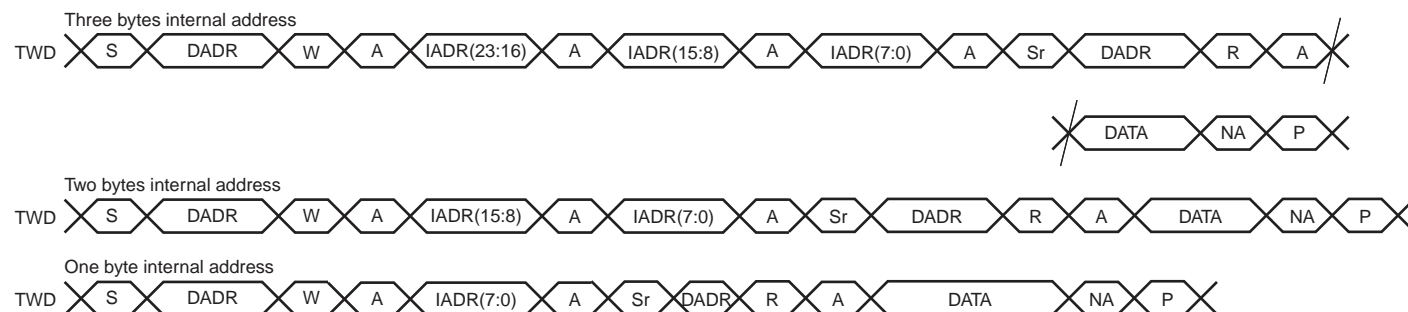 Three bytes internal address
TWD S DADR W A IADR(23:16) A IADR(15:8) A IADR(7:0) A Sr DADR R A
DATA NA P
Two bytes internal address
TWD S DADR W A IADR(15:8) A IADR(7:0) A Sr DADR R A DATA NA P
One byte internal address
TWD S DADR W A IADR(7:0) A Sr DADR R A DATA NA P